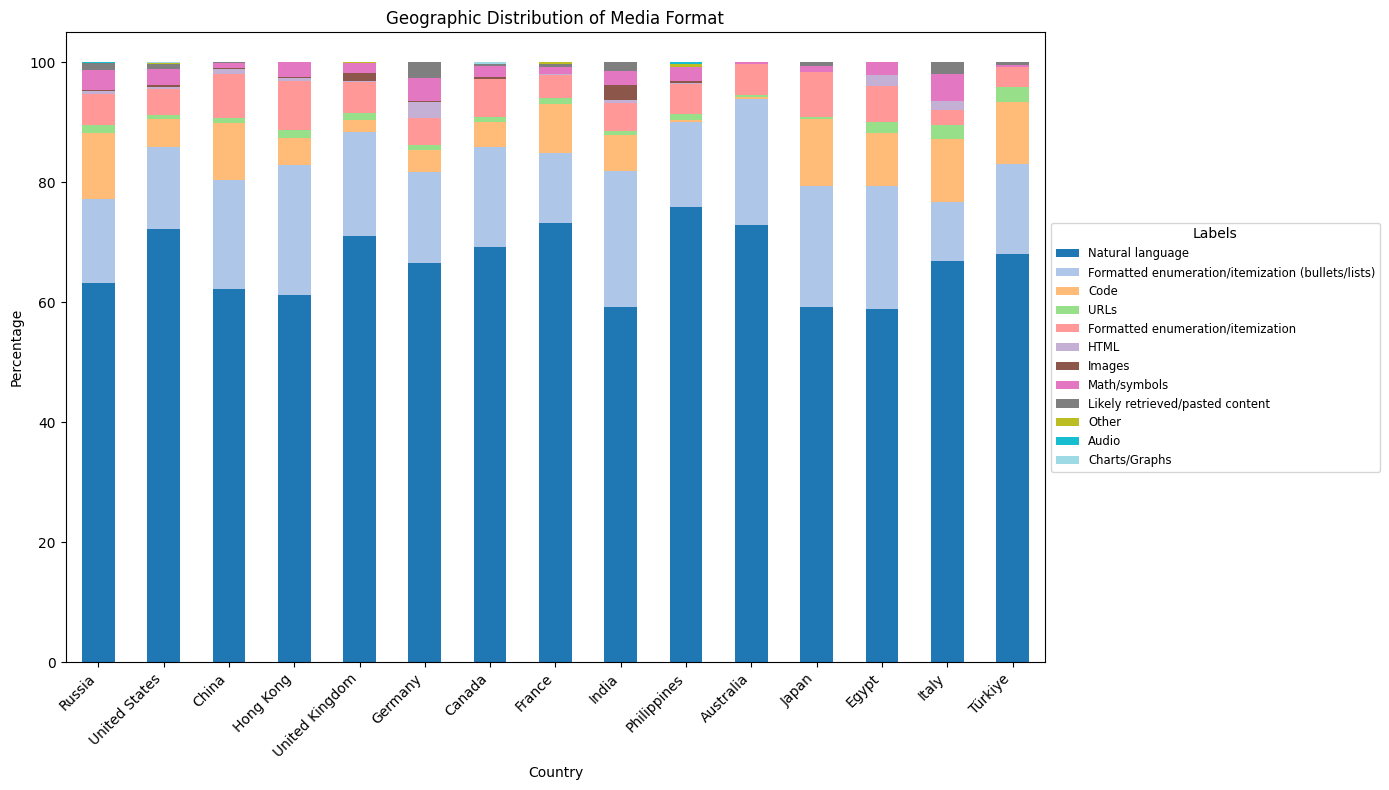 Geographic Distribution of Media Format
100
80
60
40
20
0
Percentage
Russia
United States
China
Hong Kong
United Kingdom
Germany
Canada
France
India
Philippines
Australia
Japan
Egypt
Italy
Türkiye
Country
Labels
Natural language
Formatted enumeration/itemization (bullets/lists)
Code
URLs
Formatted enumeration/itemization
HTML
Images
Math/symbols
Likely retrieved/pasted content
Other
Audio
Charts/Graphs